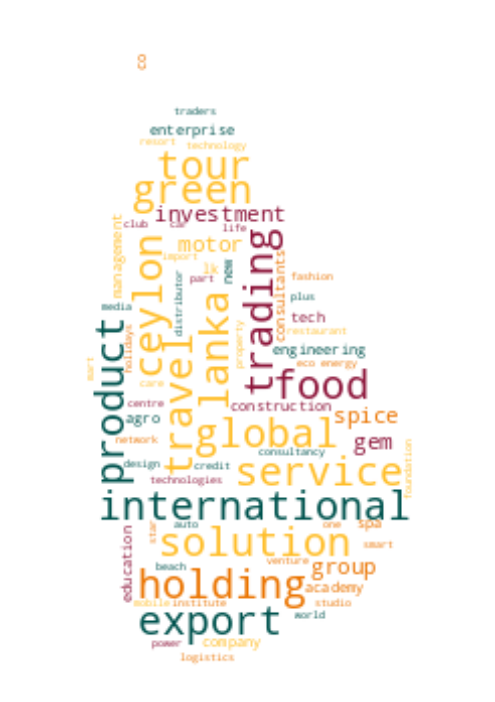 co
traders
enterprise
resort
technology
tour
green
investment
club
car
life
management
motor
ceylon
import
lk
new
part
trading
consultants
fashion
plus
tech
restaurant
media
distributor
lanka
product
holidays
travel
property
engineering
eco energy
mart
care
food
centre
construction
agro
spice
global
gem
network
consultancy
design
credit
service
foundation
technologies
international
education
star
auto
one
spa
solution
smart
venture
group
beach
holding
academy
mobile
institute
studio
export
world
power
company
logistics